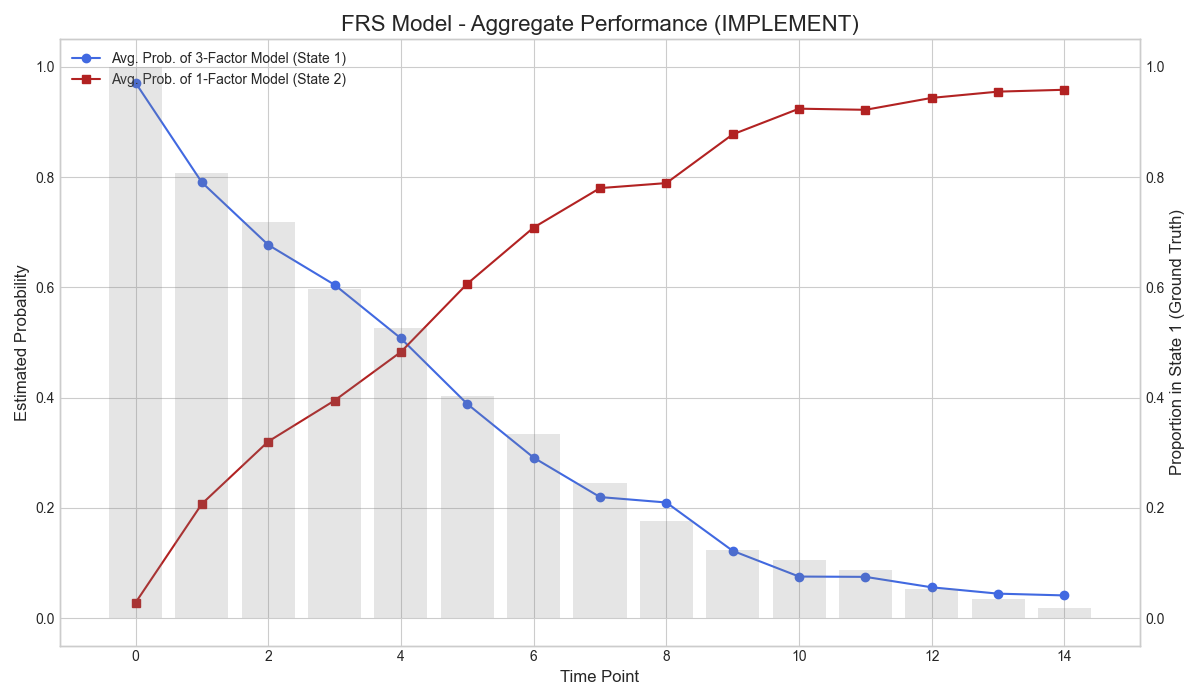 FRS Model - Aggregate Performance (IMPLEMENT)
Avg. Prob. of 3-Factor Model (State 1)
Avg. Prob. of 1-Factor Model (State 2)
Estimated Probability
1.0
0.8
0.6
0.4
0.2
0.0
1.0
0.8
0.6
0.4
0.2
0.0
Proportion in State 1 (Ground Truth)
0 2 4 6 8 10 12 14
Time Point